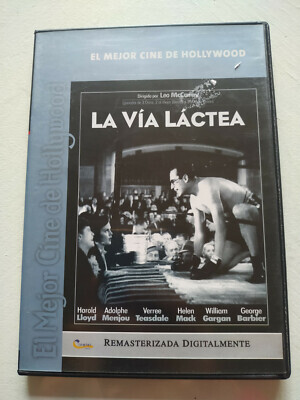 EL MEJOR CINE DE HOLLYWOOD
El Mejor Cine de Hollywood
Dirigida por Leo McCarey
LA VÍA LÁCTEA
Harold Lloyd
Adolphe Menjou
Verree Teasdale
Helen Mack
William Gargan
George Barbier
REMASTERIZADA DIGITALMENTE